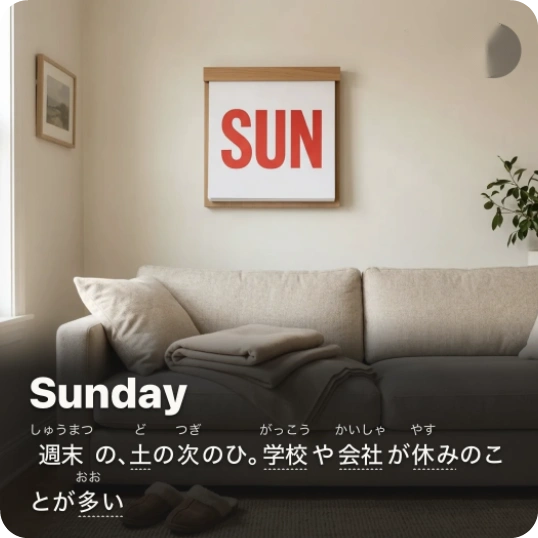 SUN
Sunday
しゅうまつ ど つぎ がっこう かいしゃ やす
週末の、土の次のひ。学校や会社が休みのこ
おお
とが多い